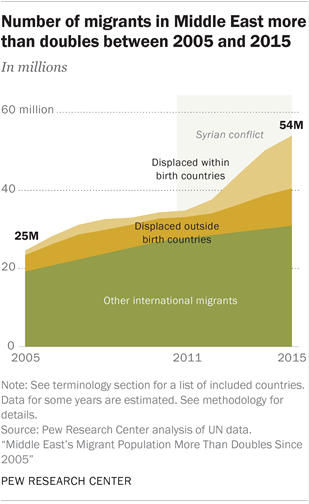 Number of migrants in Middle East more
than doubles between 2005 and 2015
In millions
60 million
54M
Syrian conflict
Displaced within
birth countries
40
25M
Displaced outside
birth countries
20
Other international migrants
0
2005
2011
2015
Note: See terminology section for a list of included countries.
Data for some years are estimated. See methodology for
details.
Source: Pew Research Center analysis of UN data.
“Middle East’s Migrant Population More Than Doubles Since
2005”
PEW RESEARCH CENTER